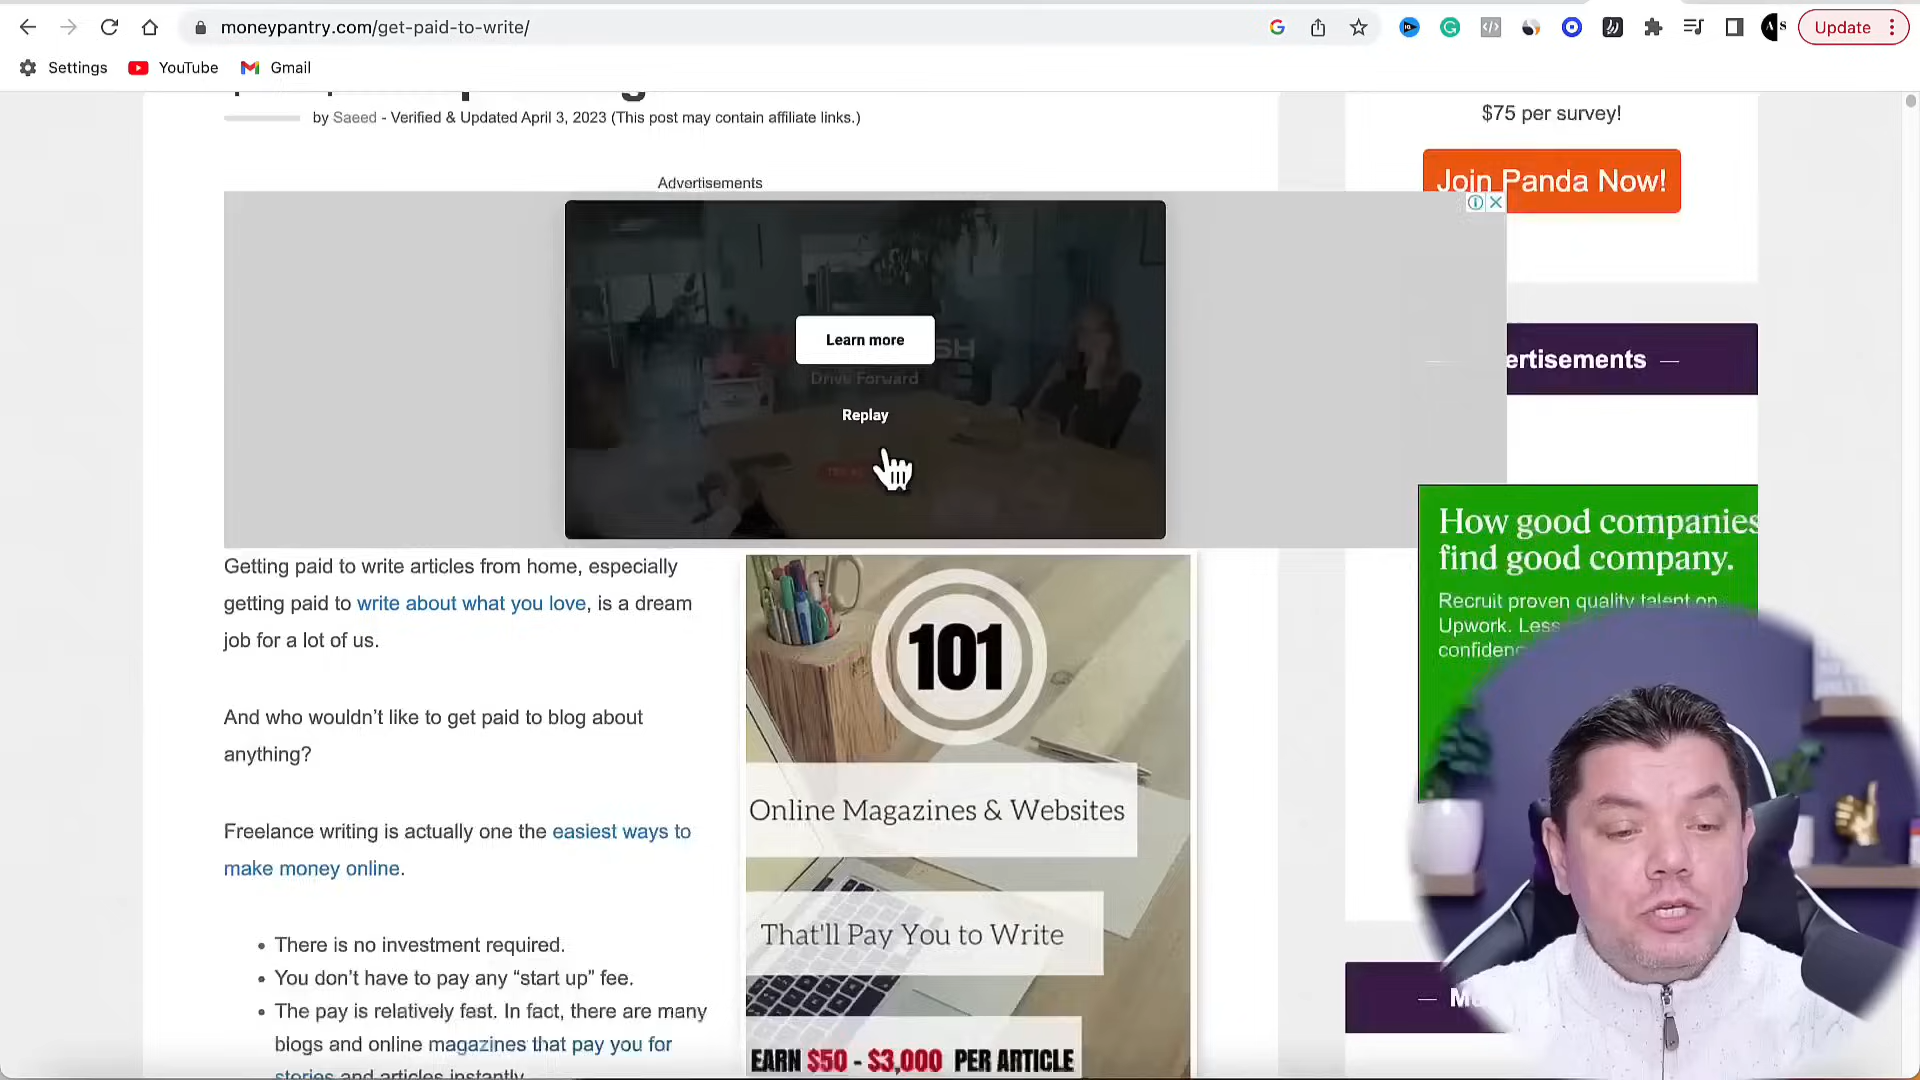 moneypantry.com/get-paid-to-write/
Update
Settings
YouTube
Gmail
by Saeed - Verified & Updated April 3, 2023 (This post may contain affiliate links.)
Advertisements
Learn more
Drive Forward
Replay
Getting paid to write articles from home, especially
getting paid to write about what you love, is a dream
job for a lot of us.
And who wouldn't like to get paid to blog about
anything?
Freelance writing is actually one the easiest ways to
make money online.
• There is no investment required.
• You don't have to pay any “start up” fee.
• The pay is relatively fast. In fact, there are many
blogs and online magazines that pay you for
stories and articles instantly.
101
Online Magazines & Websites
That'll Pay You to Write
EARN $50 - $3,000 PER ARTICLE
$75 per survey!
Join Panda Now!
ertisements
How good companies
find good company.
Recruit proven quality talent on
Upwork. Less
confidenc